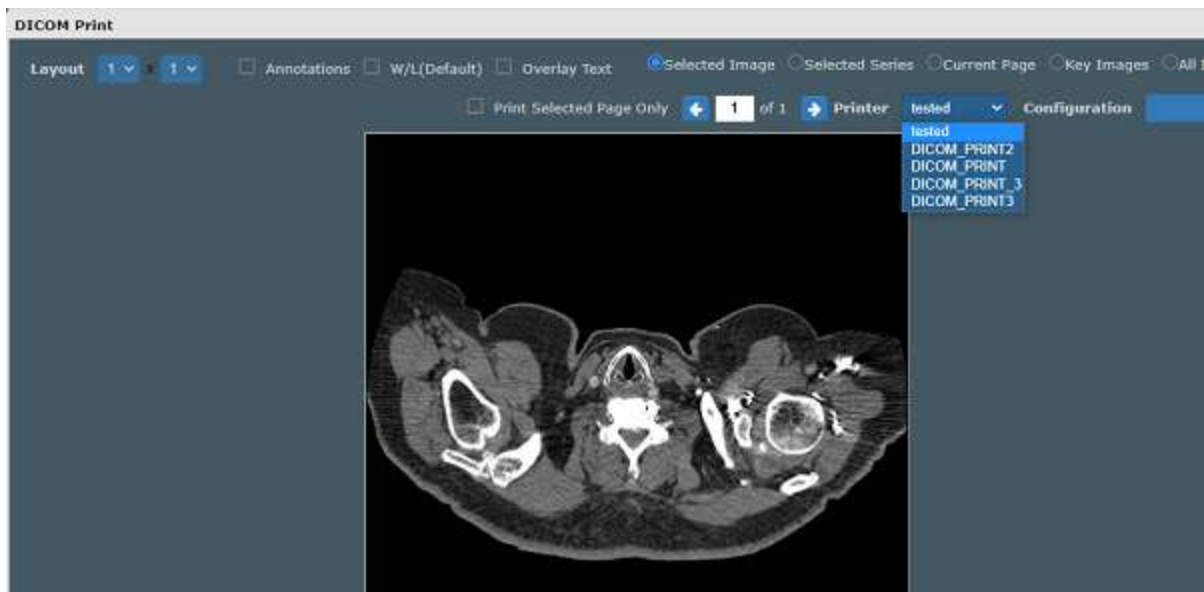 DICOM Print
Layout 1 x 1 Annotations W/L(Default) Overlay Text Selected Image Selected Series Current Page Key Images All
Print Selected Page Only 1 of 1 Printer tested Configuration
tested
DICOM_PRINT2
DICOM_PRINT
DICOM_PRINT_3
DICOM_PRINT3